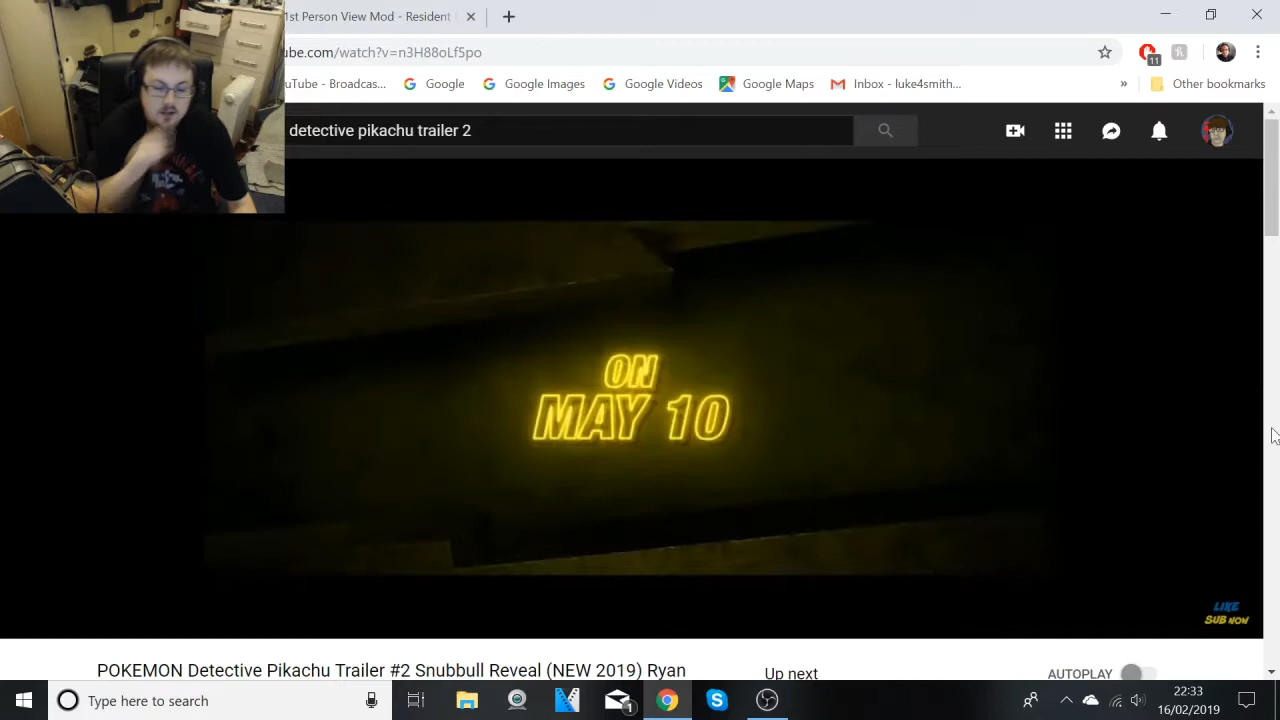 1st Person View Mod - Resident
ube.com/watch?v=n3H88oLf5po
11
uTube - Broadcas...
Google
Google Images
Google Videos
Google Maps
Inbox - luke4smith...
»
Other bookmarks
detective pikachu trailer 2
ON
MAY 10
LIKE
SUB NOW
POKEMON Detective Pikachu Trailer #2 Snubbull Reveal (NEW 2019) Ryan
Up next
AUTOPLAY
Type here to search
1
22:33
16/02/2019